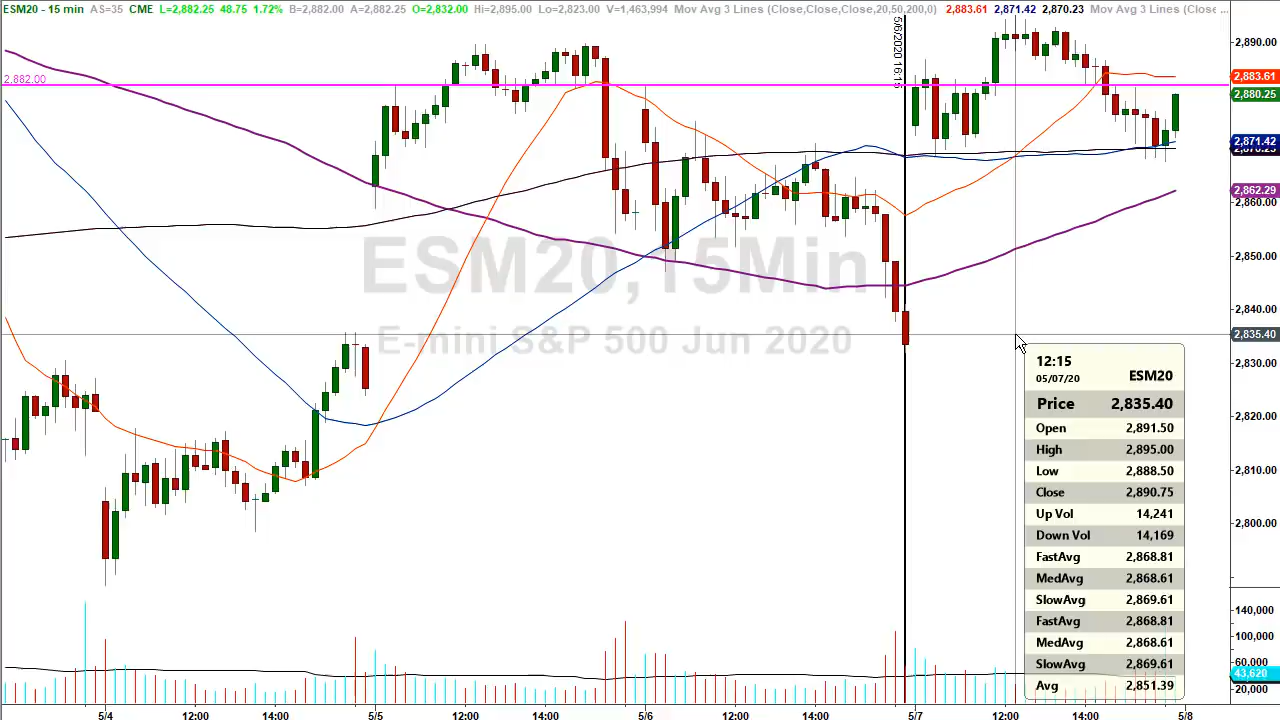 ESM20 - 15 min AS=35 CME L=2,882.25 48.75 1.72% B=2,882.00 A=2,882.25 O=2,832.00 Hi=2,895.00 Lo=2,823.00 V=1,463,994 Mov Avg 3 Lines (Close,Close,Close,20,50,200,0) 2,883.61 2,871.42 2,870.23 Mov Avg 3 Lines (Close ...
5/6/2020 16:15
2,890.00
2,882.00
2,883.61
2,880.25
2,871.42
2,862.29
2,860.00
ESM20,15Min
2,850.00
2,840.00
E-mini S&P 500 Jun 2020
2,835.40
2,830.00
2,820.00
2,810.00
2,800.00
12:15
05/07/20 ESM20
Price 2,835.40
Open 2,891.50
High 2,895.00
Low 2,888.50
Close 2,890.75
Up Vol 14,241
Down Vol 14,169
FastAvg 2,868.81
MedAvg 2,868.61
SlowAvg 2,869.61
FastAvg 2,868.81
MedAvg 2,868.61
SlowAvg 2,869.61
Avg 2,851.39
140,000
100,000
60,000
43,620
20,000
5/4 12:00 14:00 5/5 12:00 14:00 5/6 12:00 14:00 5/7 12:00 14:00 5/8